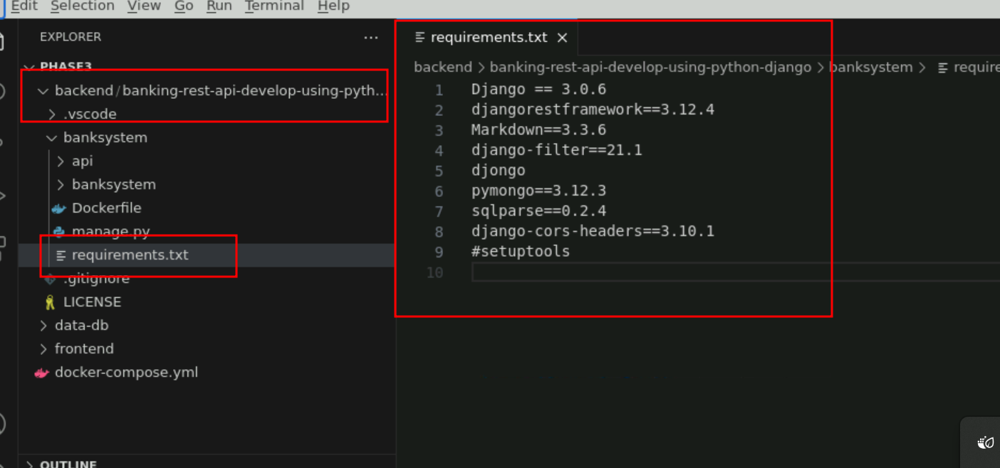 Edit Selection View Go Run Terminal Help
EXPLORER ...
PHASE3
backend/banking-rest-api-develop-using-pyth...
.vscode
banksystem
api
banksystem
Dockerfile
manage.py
requirements.txt
.gitignore
LICENSE
data-db
frontend
docker-compose.yml
OUTLINE
requirements.txt
backend > banking-rest-api-develop-using-python-django > banksystem > require
1 Django == 3.0.6
2 djangorestframework==3.12.4
3 Markdown==3.3.6
4 django-filter==21.1
5 djongo
6 pymongo==3.12.3
7 sqlparse==0.2.4
8 django-cors-headers==3.10.1
9 #setuptools
10